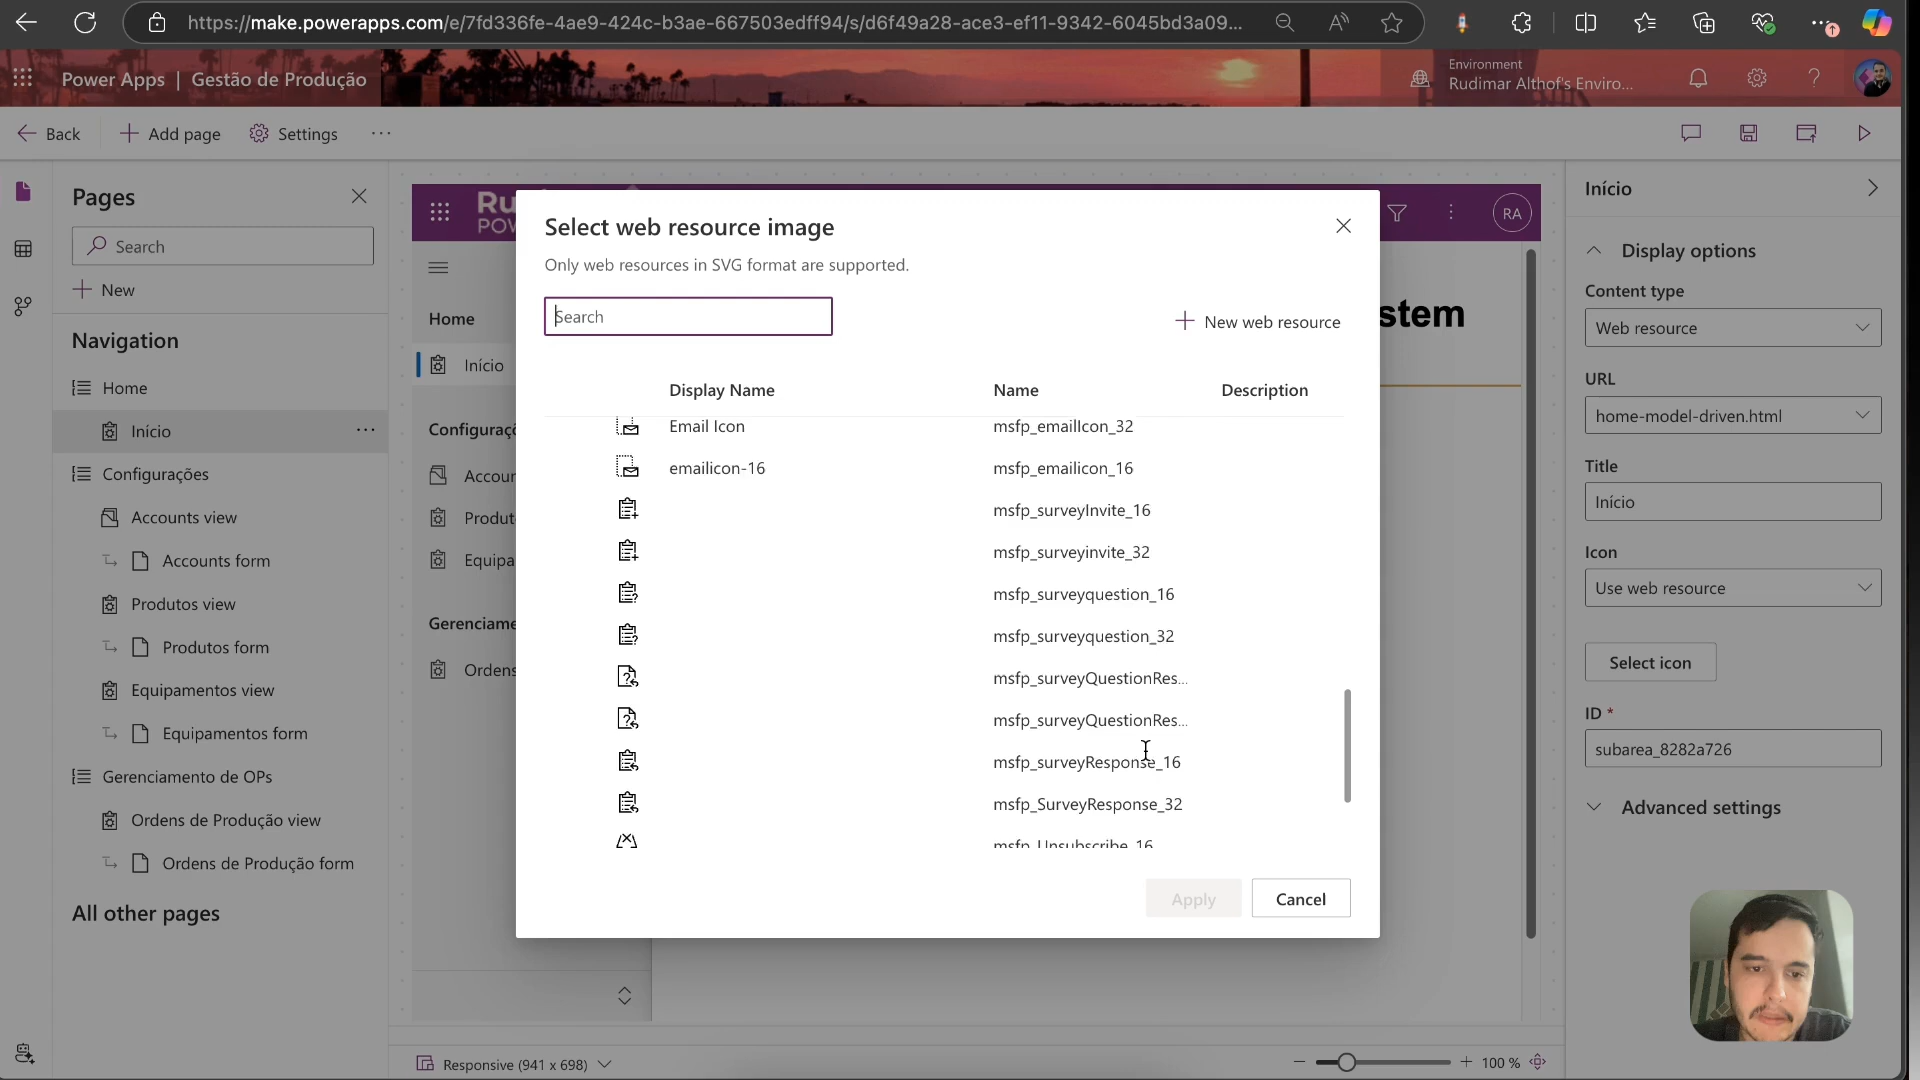 https://make.powerapps.com/e/7fd336fe-4ae9-424c-b3ae-667503edff94/s/d6f49a28-ace3-ef11-9342-6045bd3a09...
Power Apps | Gestão de Produção
Environment
Rudimar Althof's Enviro...
Back
Add page
Settings
Pages
Search
New
Navigation
Home
Início
Configurações
Accounts view
Accounts form
Produtos view
Produtos form
Equipamentos view
Equipamentos form
Gerenciamento de OPs
Ordens de Produção view
Ordens de Produção form
All other pages
Ru
POW
RA
Home
Início
Configuraç
Accour
Produt
Equipa
Gerenciame
Ordens
stem
Select web resource image
Only web resources in SVG format are supported.
Search
New web resource
Display Name Name Description
Email Icon msfp_emailIcon_32
emailicon-16 msfp_emailicon_16
msfp_surveyInvite_16
msfp_surveyinvite_32
msfp_surveyquestion_16
msfp_surveyquestion_32
msfp_surveyQuestionRes...
msfp_surveyQuestionRes...
msfp_surveyResponse_16
msfp_SurveyResponse_32
msfp_Unsubscribe_16
Apply
Cancel
Responsive (941 x 698)
100 %
Início
Display options
Content type
Web resource
URL
home-model-driven.html
Title
Início
Icon
Use web resource
Select icon
ID *
subarea_8282a726
Advanced settings